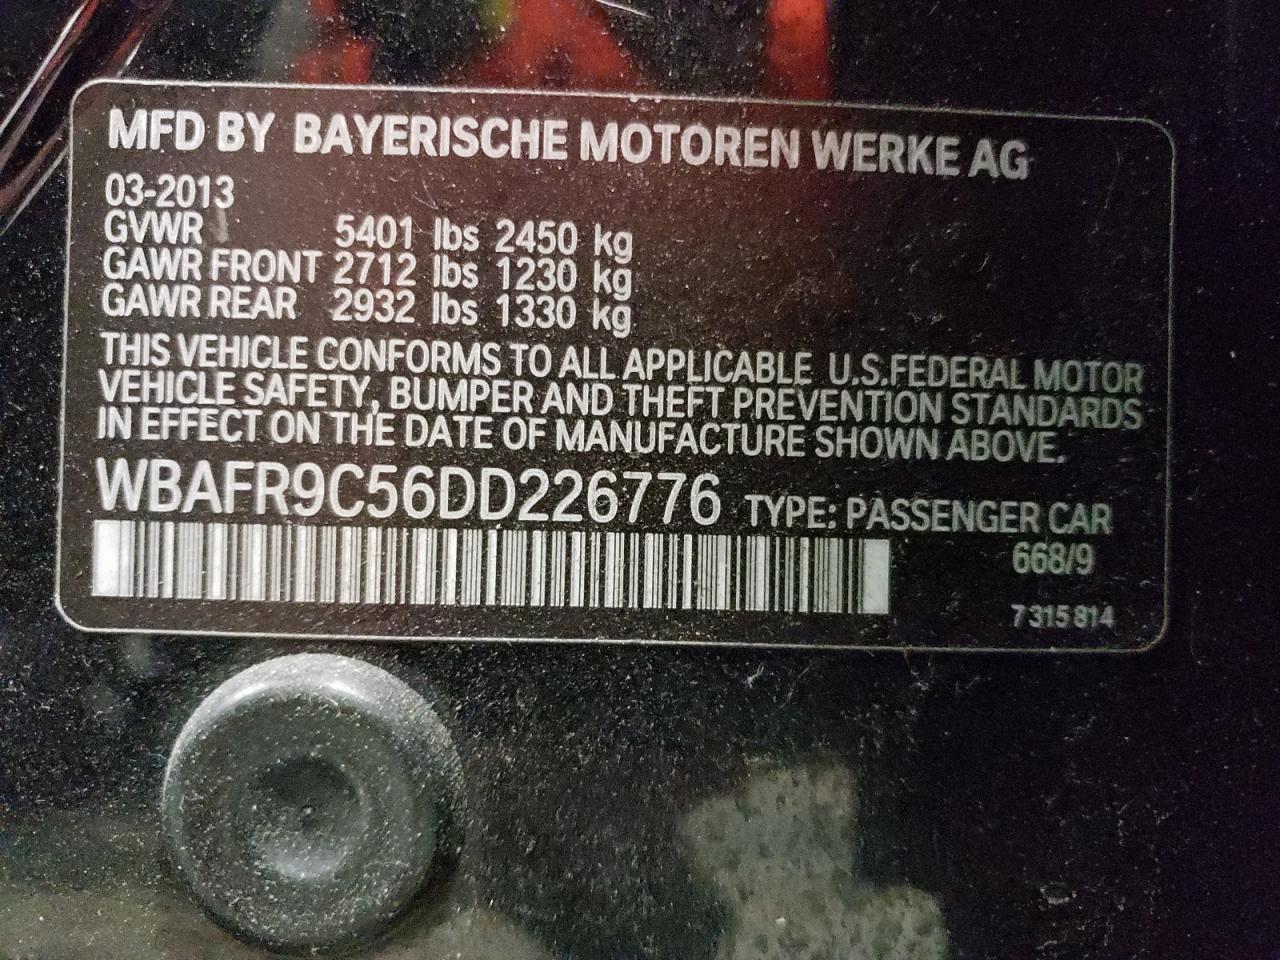 MFD BY BAYERISCHE MOTOREN WERKE AG
03-2013
GVWR 5401 lbs 2450 kg
GAWR FRONT 2712 lbs 1230 kg
GAWR REAR 2932 lbs 1330 kg
THIS VEHICLE CONFORMS TO ALL APPLICABLE U.S.FEDERAL MOTOR
VEHICLE SAFETY, BUMPER AND THEFT PREVENTION STANDARDS
IN EFFECT ON THE DATE OF MANUFACTURE SHOWN ABOVE.
WBAFR9C56DD226776 TYPE: PASSENGER CAR
668/9
7 315 814